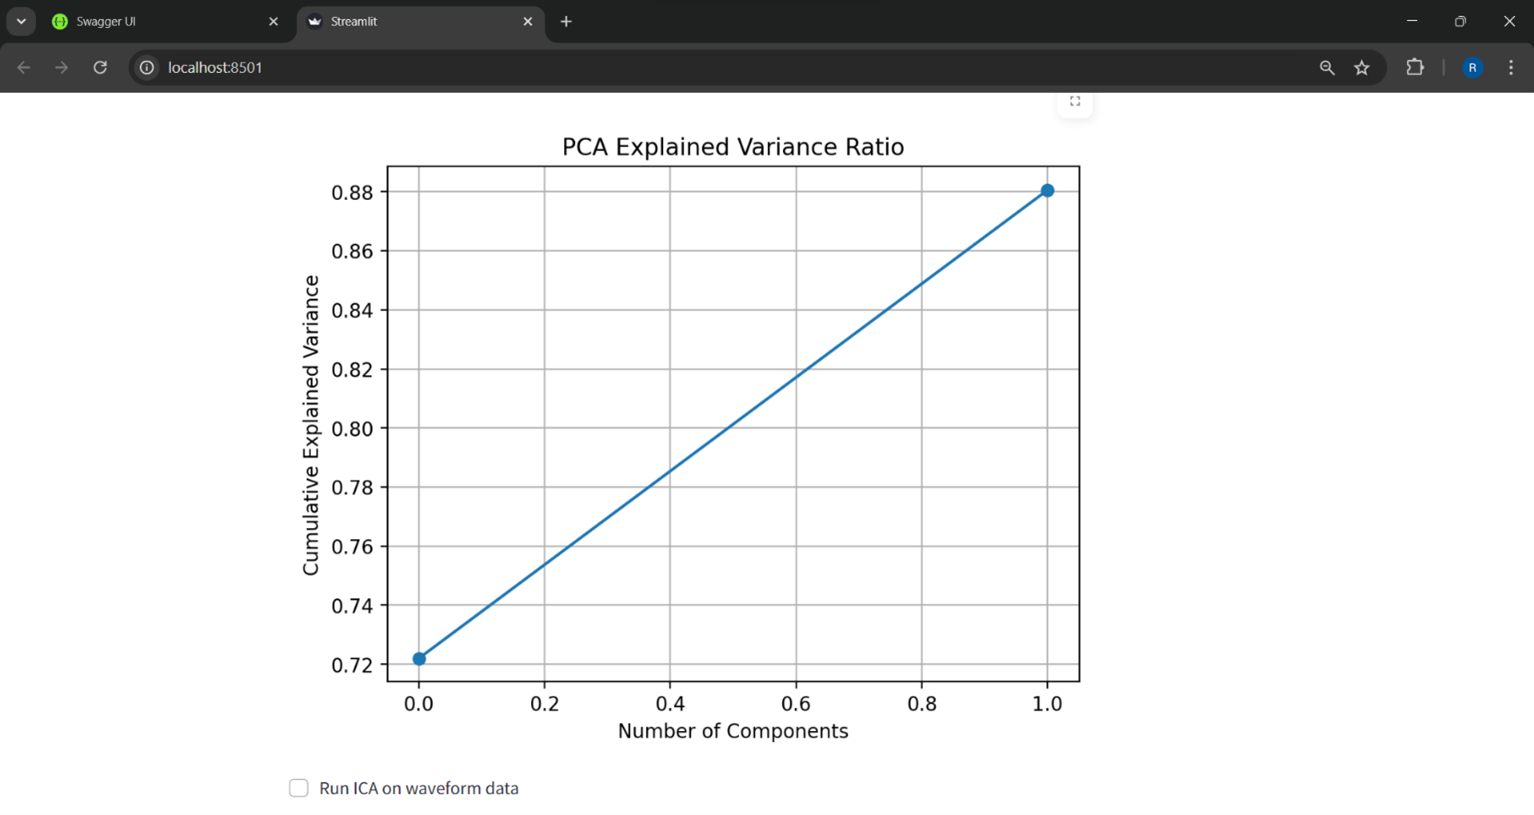 Swagger UI
Streamlit
localhost:8501
R
PCA Explained Variance Ratio
0.88
0.86
0.84
0.82
0.80
0.78
0.76
0.74
0.72
Cumulative Explained Variance
0.0 0.2 0.4 0.6 0.8 1.0
Number of Components
Run ICA on waveform data